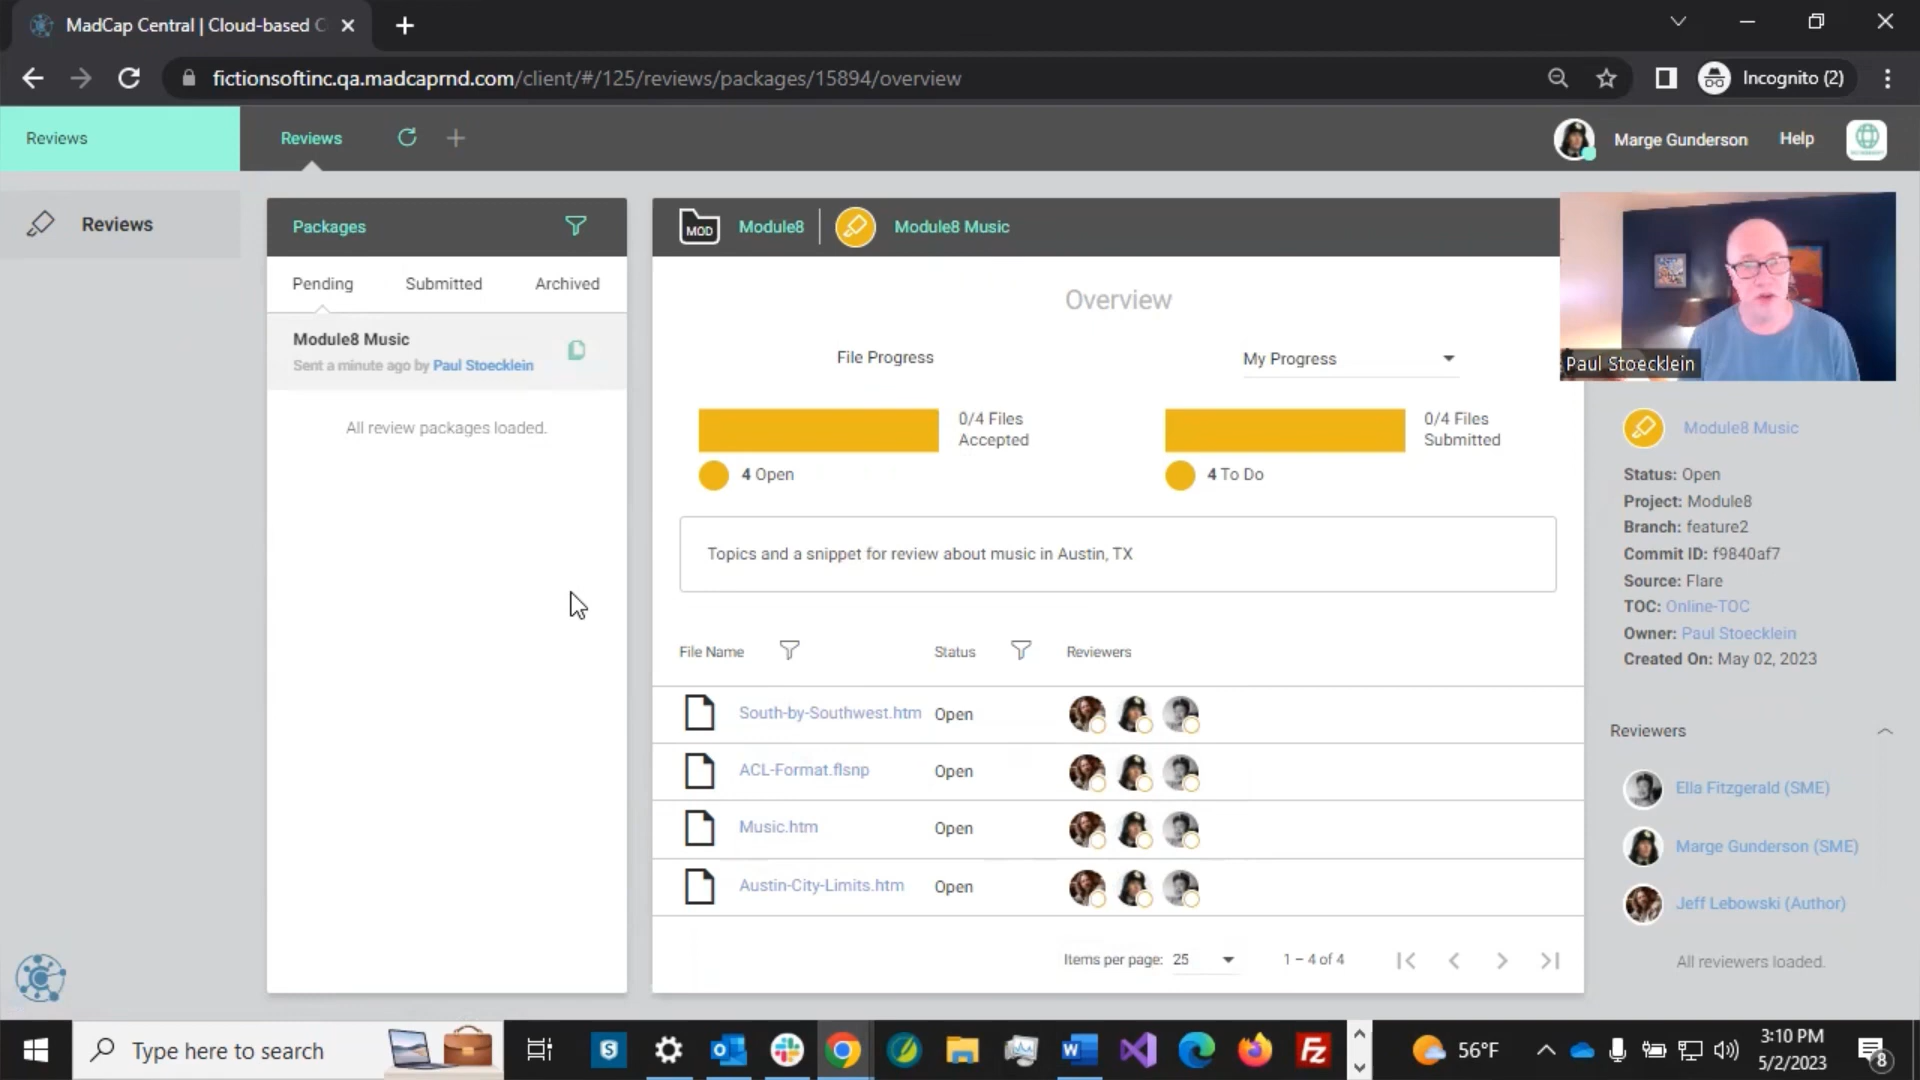 MadCap Central | Cloud-based C
fictionsoftinc.qa.madcaprnd.com/client/#/125/reviews/packages/15894/overview
Incognito (2)
Reviews
Reviews
Marge Gunderson
Help
Reviews
Packages
Pending
Submitted
Archived
Module8 Music
Sent a minute ago by Paul Stoecklein
All review packages loaded.
MOD
Module8
Module8 Music
Overview
File Progress
My Progress
0/4 Files
Accepted
4 Open
0/4 Files
Submitted
4 To Do
Topics and a snippet for review about music in Austin, TX
File Name
Status
Reviewers
South-by-Southwest.htm
Open
ACL-Format.flsnp
Open
Music.htm
Open
Austin-City-Limits.htm
Open
Items per page: 25
1 – 4 of 4
Paul Stoecklein
Module8 Music
Status: Open
Project: Module8
Branch: feature2
Commit ID: f9840af7
Source: Flare
TOC: Online-TOC
Owner: Paul Stoecklein
Created On: May 02, 2023
Reviewers
Ella Fitzgerald (SME)
Marge Gunderson (SME)
Jeff Lebowski (Author)
All reviewers loaded.
Type here to search
56°F
3:10 PM
5/2/2023
8